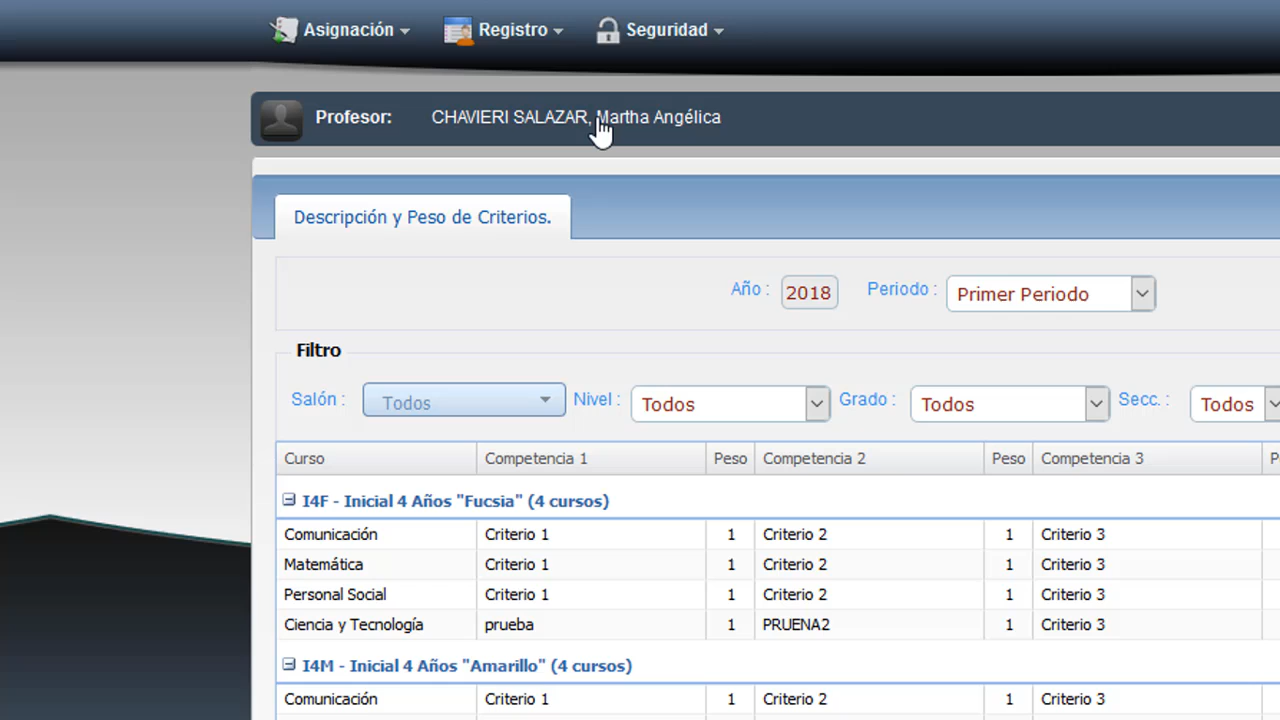 Asignación Registro Seguridad
Profesor: CHAVIERI SALAZAR, Martha Angélica
Descripción y Peso de Criterios.
Año : 2018 Periodo : Primer Periodo
Filtro
Salón : Todos Nivel : Todos Grado : Todos Secc. : Todos
Curso Competencia 1 Peso Competencia 2 Peso Competencia 3
I4F - Inicial 4 Años "Fucsia" (4 cursos)
Comunicación Criterio 1 1 Criterio 2 1 Criterio 3
Matemática Criterio 1 1 Criterio 2 1 Criterio 3
Personal Social Criterio 1 1 Criterio 2 1 Criterio 3
Ciencia y Tecnología prueba 1 PRUENA2 1 Criterio 3
I4M - Inicial 4 Años "Amarillo" (4 cursos)
Comunicación Criterio 1 1 Criterio 2 1 Criterio 3